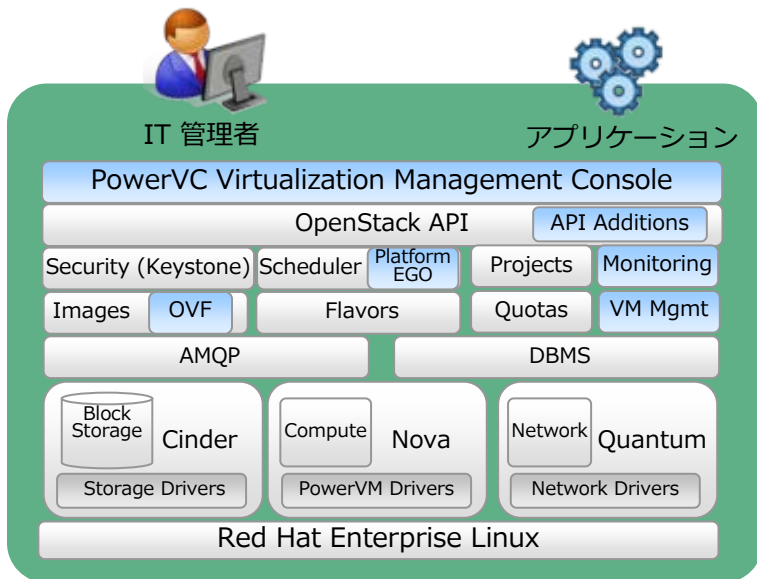 IT 管理者
アプリケーション
PowerVC Virtualization Management Console
OpenStack API
API Additions
Security (Keystone)
Scheduler
Platform
EGO
Projects
Monitoring
Images
OVF
Flavors
Quotas
VM Mgmt
AMQP
DBMS
Block
Storage
Cinder
Storage Drivers
Compute
Nova
PowerVM Drivers
Network
Quantum
Network Drivers
Red Hat Enterprise Linux